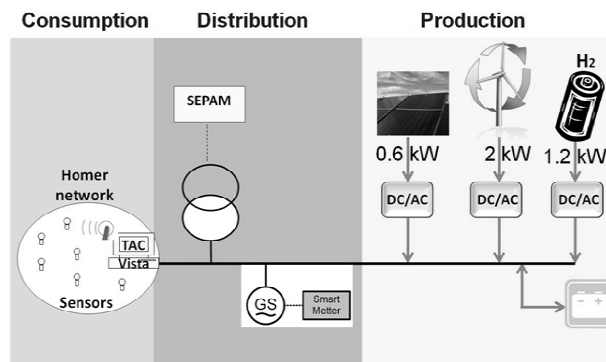 Consumption
Distribution
Production
SEPAM
H2
0.6 kW
2 kW
1.2 kW
DC/AC
DC/AC
DC/AC
Homer
network
TAC
Vista
Sensors
GS
Smart
Metter
- +